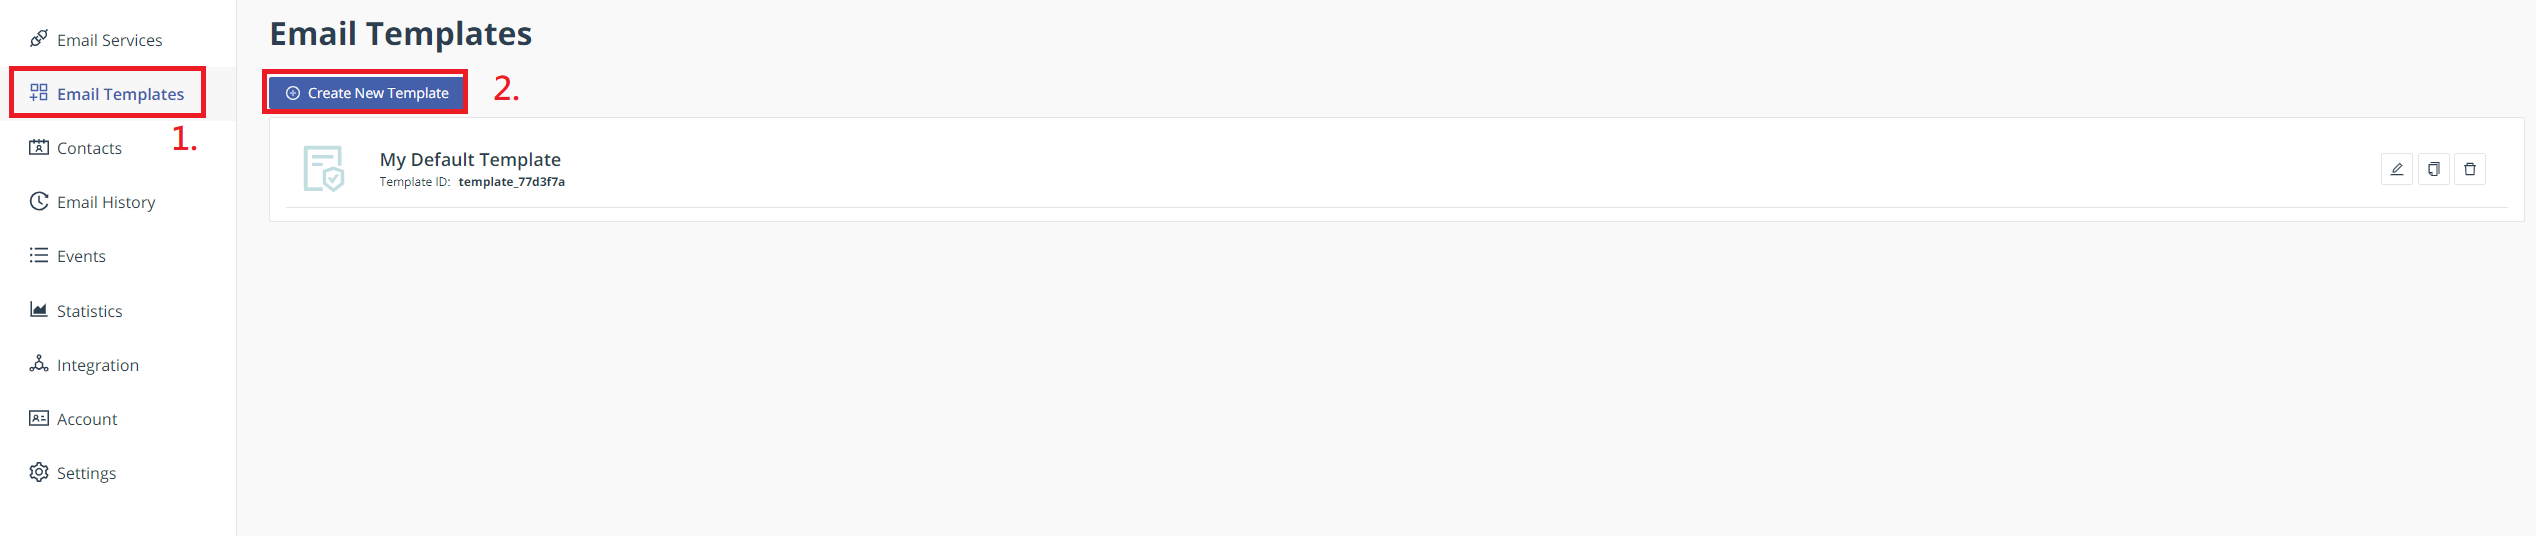 Email Services
Email Templates
1.
Contacts
Email History
Events
Statistics
Integration
Account
Settings
Email Templates
Create New Template
2.
My Default Template
Template ID: template_77d3f7a